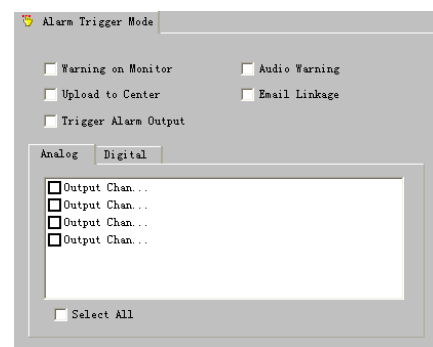 Alarm Trigger Mode
Warning on Monitor Audio Warning
Upload to Center Email Linkage
Trigger Alarm Output
Analog Digital
Output Chan...
Output Chan...
Output Chan...
Output Chan...
Select All